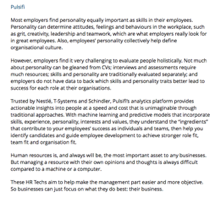 Pulsifi
Most employers find personality equally important as skills in their employees.
Personality can determine attitudes, feelings and behaviours in the workplace, such
as grit, creativity, leadership and teamwork, which are what employers really look for
in great employees. Also, employees' personality collectively help define
organisational culture.
However, employers find it very challenging to evaluate people holistically. Not much
about personality can be gleaned from CVs; interviews and assessments require
much resources; skills and personality are traditionally evaluated separately; and
employers do not have data to back which skills and personality traits better lead to
success for each role at their organisations.
Trusted by Nestlé, T-Systems and Schindler, Pulsifi's analytics platform provides
actionable insights into people at a speed and cost that is unimaginable through
traditional approaches. With machine learning and predictive models that incorporate
skills, experience, personality, interests and values, they understand the "ingredients"
that contribute to your employees' success as individuals and teams, then help you
identify candidates and guide employee development to achieve stronger role fit,
team fit and organisation fit.
Human resources is, and always will be, the most important asset to any businesses.
But managing a resource with their own opinions and thoughts is always difficult
compared to a machine or a computer.
These HR Techs aim to help make the management part easier and more objective.
So businesses can just focus on what they do best: their business.